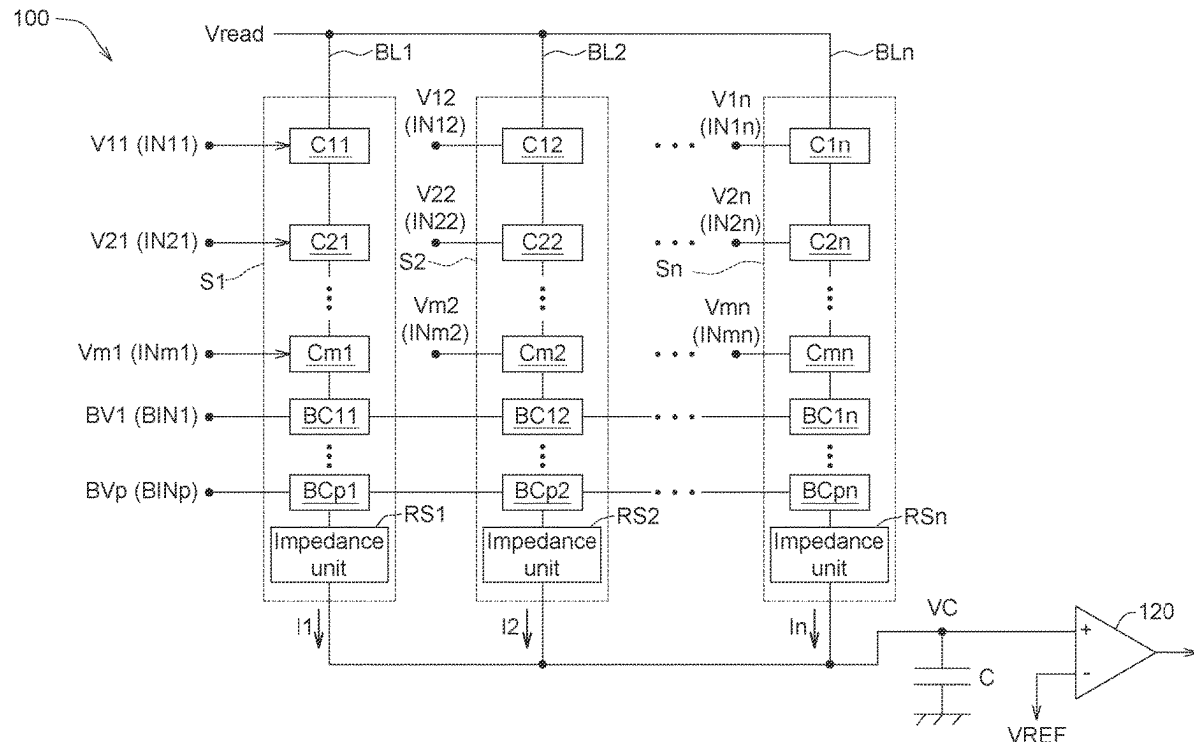 100
Vread
BL1
BL2
BLn
V11 (IN11)
C11
V12
(IN12)
C12
V1n
(IN1n)
C1n
V21 (IN21)
C21
V22
(IN22)
C22
V2n
(IN2n)
C2n
S1
S2
Sn
Vm1 (INm1)
Cm1
Vm2
(INm2)
Cm2
Vmn
(INmn)
Cmn
BV1 (BIN1)
BC11
BC12
BC1n
BVp (BINp)
BCp1
BCp2
BCpn
RS1
RS2
RSn
Impedance
unit
Impedance
unit
Impedance
unit
I1
I2
In
VC
120
+
-
C
VREF